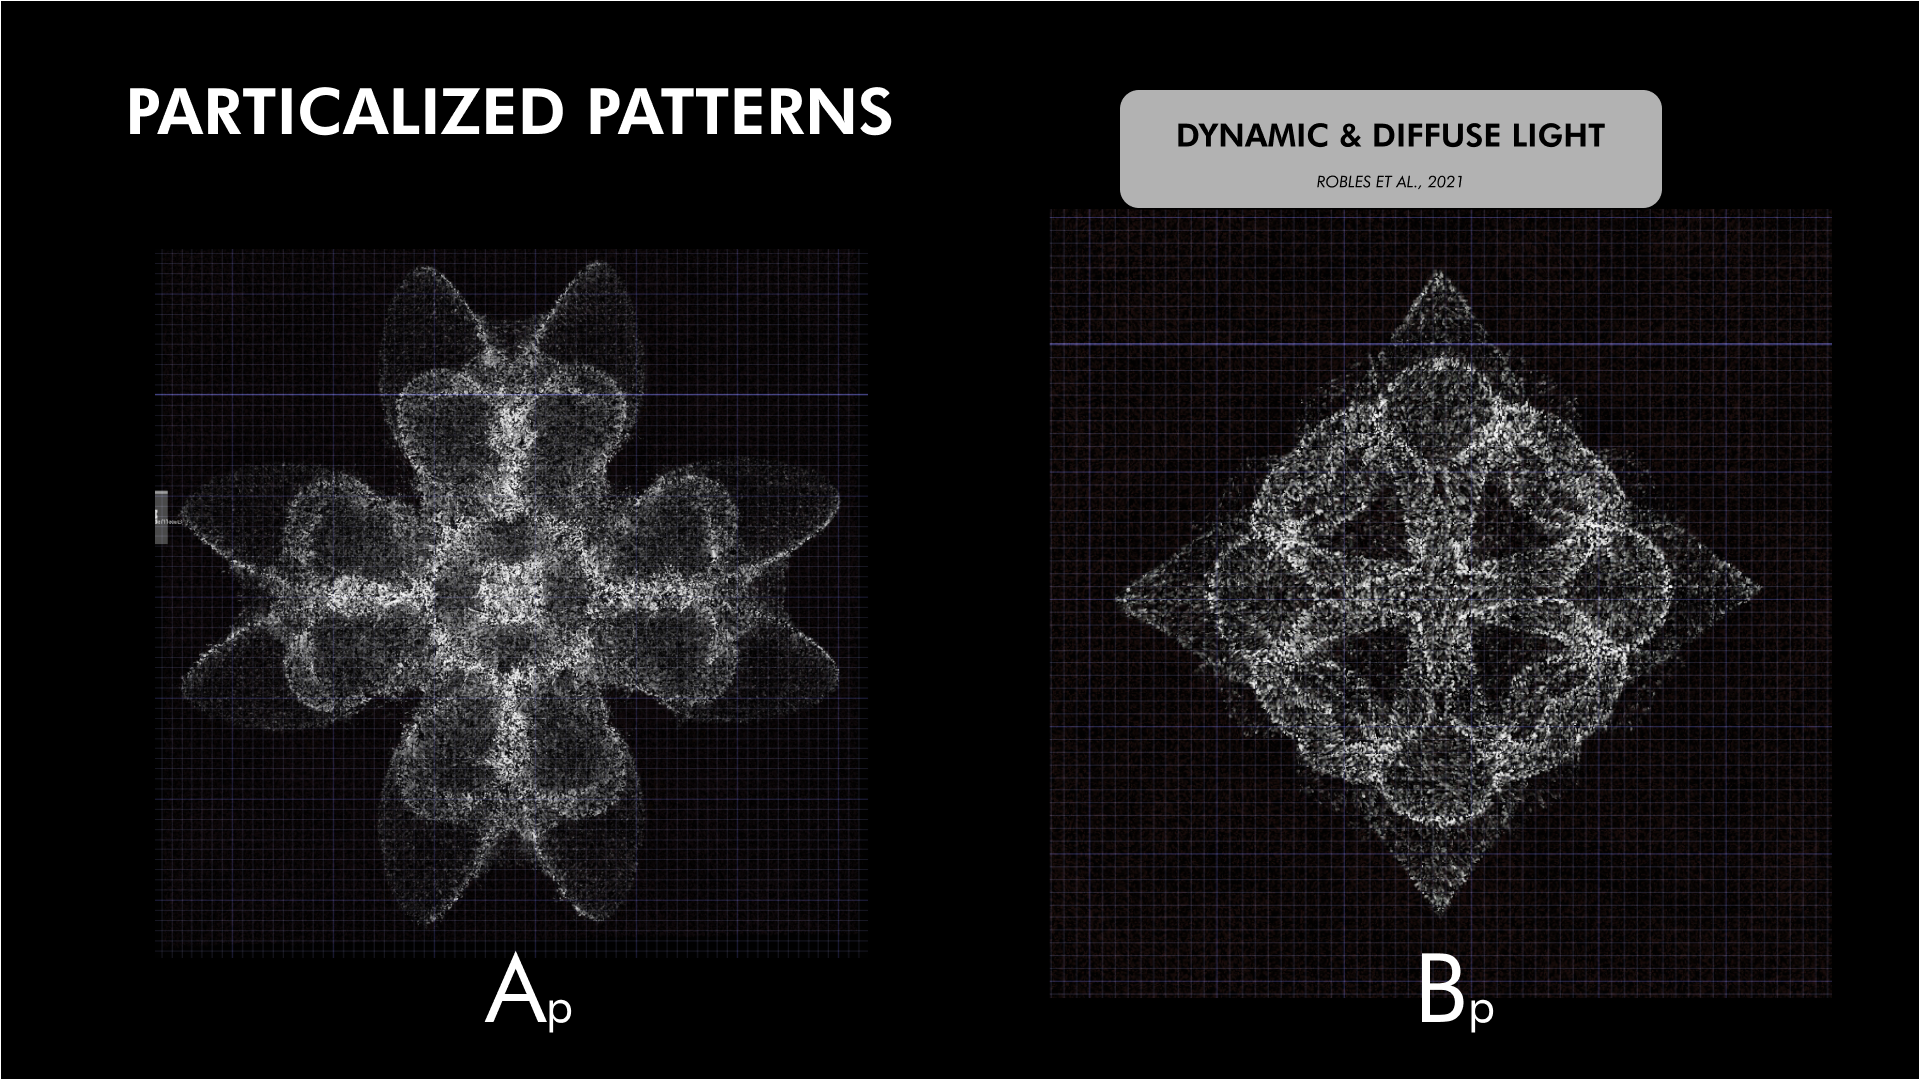 PARTICALIZED PATTERNS
DYNAMIC & DIFFUSE LIGHT
ROBLES ET AL., 2021
Ap
Bp